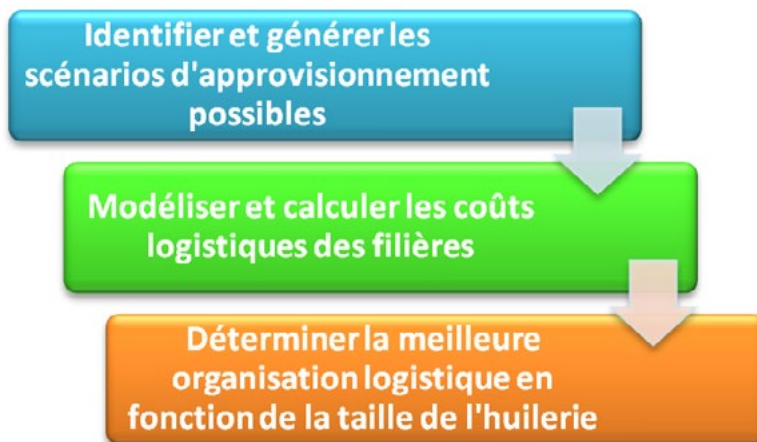 Identifier et générer les
scénarios d'approvisionnement
possibles
Modéliser et calculer les coûts
logistiques des filières
Déterminer la meilleure
organisation logistique en
fonction de la taille de l'huilerie